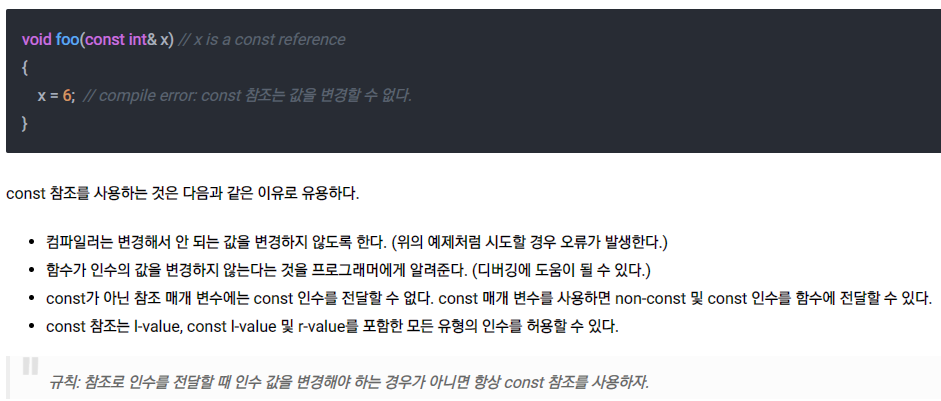 void foo(const int& x) // x is a const reference
{
x = 6; // compile error: const 참조는 값을 변경할 수 없다.
}
const 참조를 사용하는 것은 다음과 같은 이유로 유용하다.
• 컴파일러는 변경해서 안 되는 값을 변경하지 않도록 한다. (위의 예제처럼 시도할 경우 오류가 발생한다.)
• 함수가 인수의 값을 변경하지 않는다는 것을 프로그래머에게 알려준다. (디버깅에 도움이 될 수 있다.)
• const가 아닌 참조 매개 변수에는 const 인수를 전달할 수 없다. const 매개 변수를 사용하면 non-const 및 const 인수를 함수에 전달할 수 있다.
• const 참조는 l-value, const l-value 및 r-value를 포함한 모든 유형의 인수를 허용할 수 있다.
" 규칙: 참조로 인수를 전달할 때 인수 값을 변경해야 하는 경우가 아니면 항상 const 참조를 사용하자.